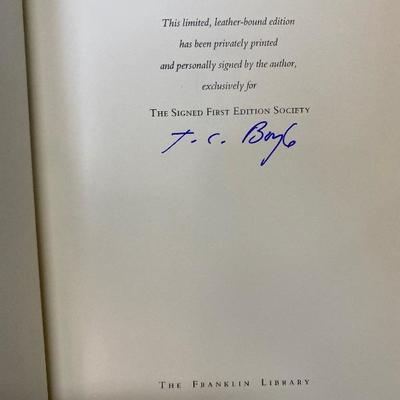 This limited, leather-bound edition
has been privately printed
and personally signed by the author,
exclusively for
The Signed First Edition Society
T. C. Boyle
The Franklin Library